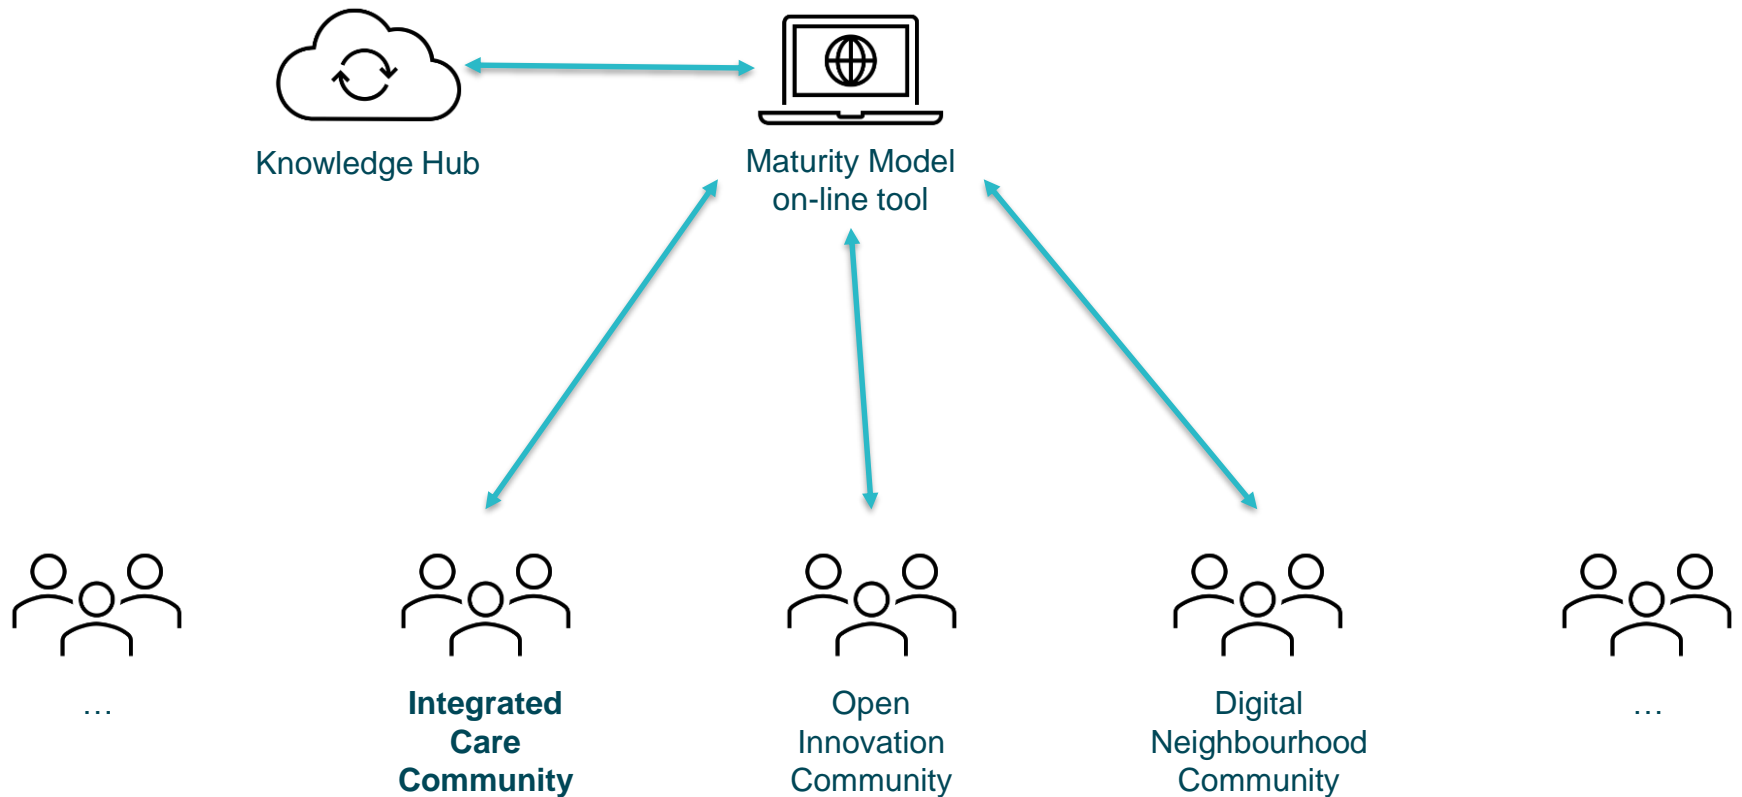 Knowledge Hub
Maturity Model
on-line tool
…
Integrated
Care
Community
Open
Innovation
Community
Digital
Neighbourhood
Community
…